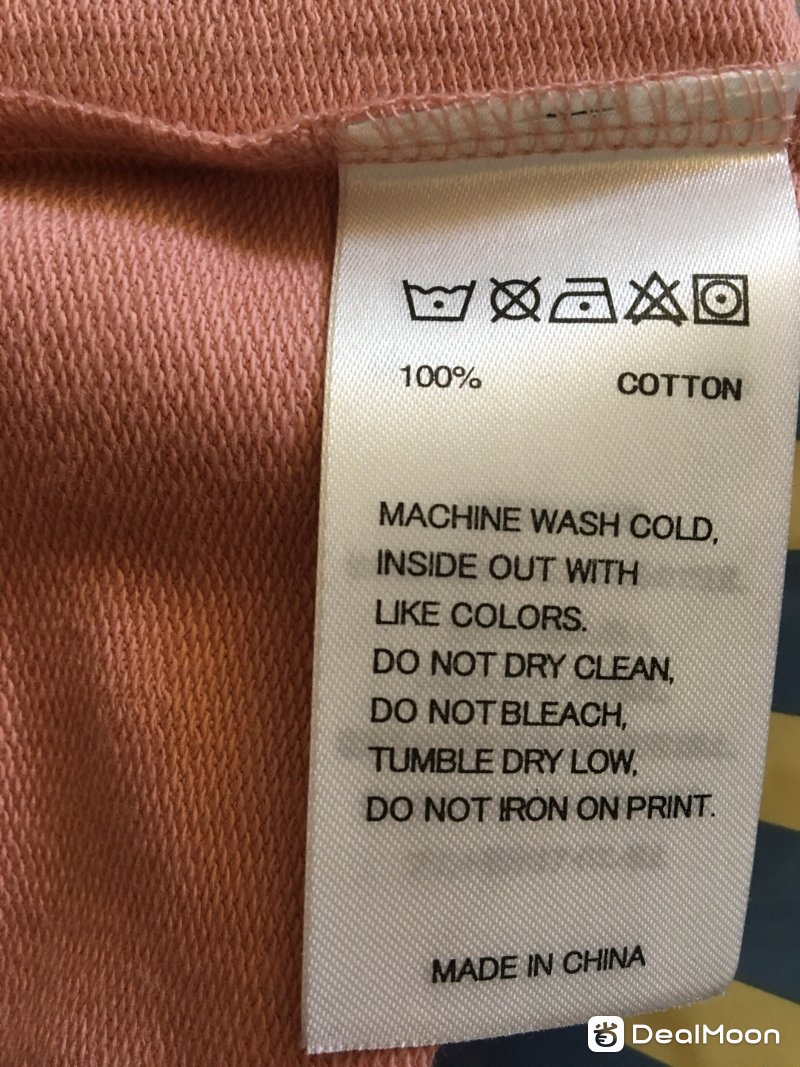 100% COTTON
MACHINE WASH COLD,
INSIDE OUT WITH
LIKE COLORS.
DO NOT DRY CLEAN,
DO NOT BLEACH,
TUMBLE DRY LOW,
DO NOT IRON ON PRINT.
MADE IN CHINA
DealMoon